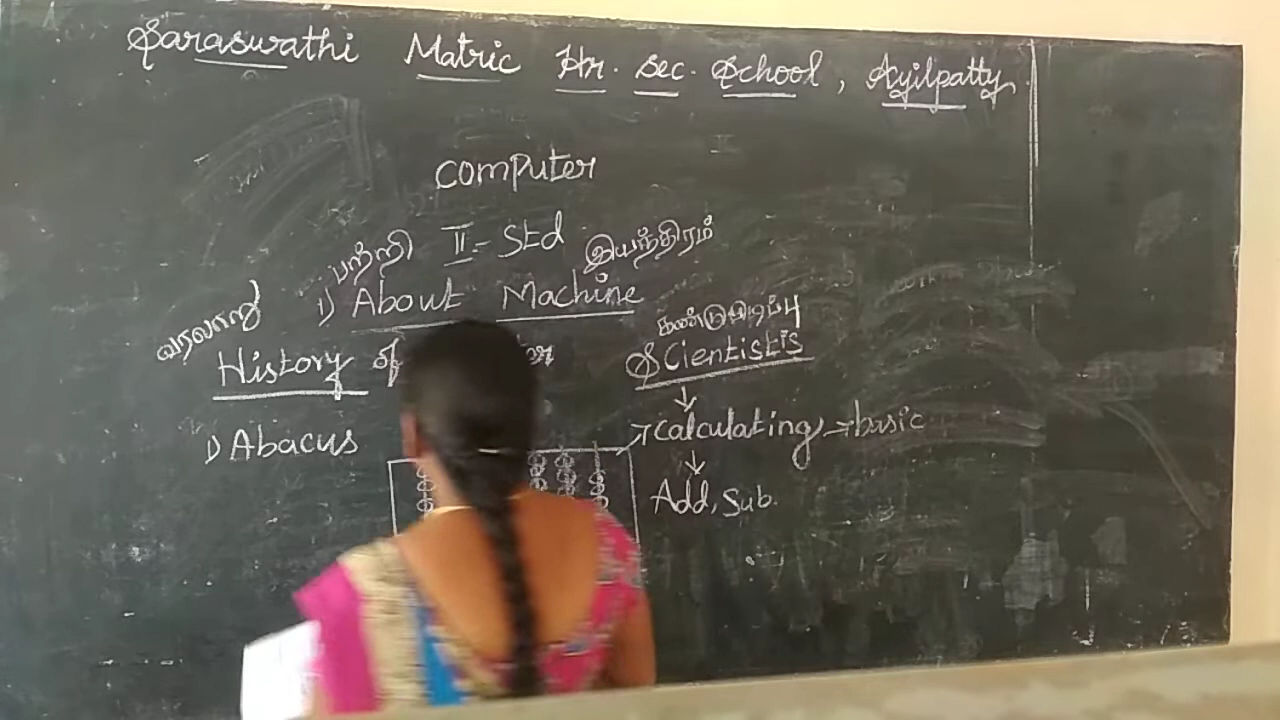 Saraswathi Matric Hr. Sec. School, Ayilpatty.
computer
II - Std
பற்றி இயந்திரம்
1) About Machine
வரலாறு கண்டுபிடிப்பு
History of
Scientists
1) Abacus
calculating → basic
Add, Sub.